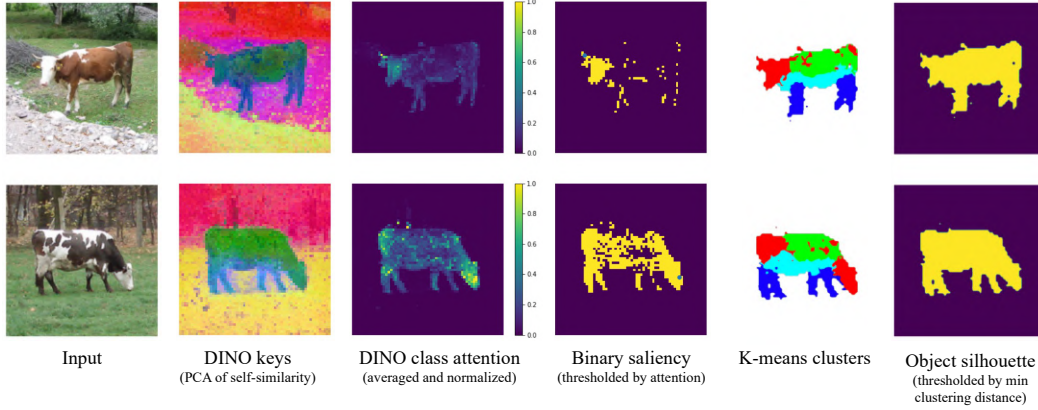 1.0
0.8
0.6
0.4
0.2
0.0
1.0
0.8
0.6
0.4
0.2
0.0
Input
DINO keys
(PCA of self-similarity)
DINO class attention
(averaged and normalized)
Binary saliency
(thresholded by attention)
K-means clusters
Object silhouette
(thresholded by min
clustering distance)